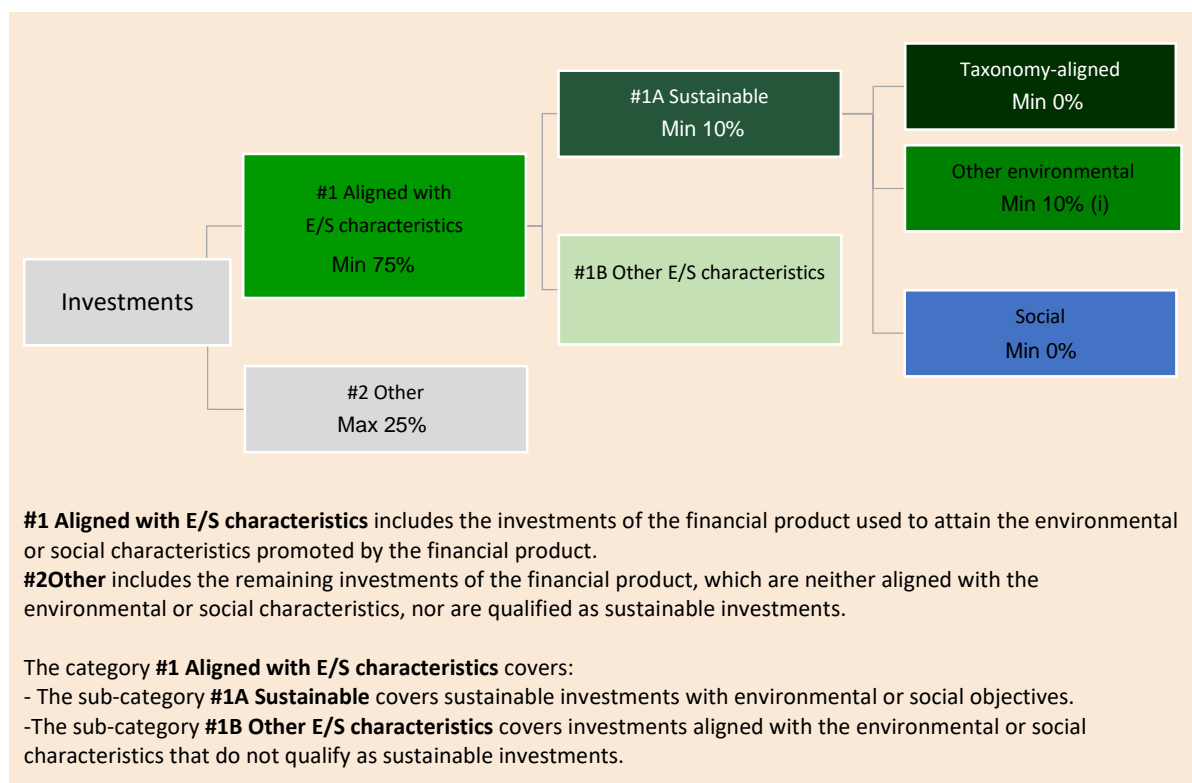 Taxonomy-aligned
Min 0%
#1A Sustainable
Min 10%
Other environmental
Min 10% (i)
#1 Aligned with
E/S characteristics
Min 75%
#1B Other E/S characteristics
Investments
Social
Min 0%
#2 Other
Max 25%
#1 Aligned with E/S characteristics includes the investments of the financial product used to attain the environmental
or social characteristics promoted by the financial product.
#2Other includes the remaining investments of the financial product, which are neither aligned with the
environmental or social characteristics, nor are qualified as sustainable investments.
The category #1 Aligned with E/S characteristics covers:
- The sub-category #1A Sustainable covers sustainable investments with environmental or social objectives.
-The sub-category #1B Other E/S characteristics covers investments aligned with the environmental or social
characteristics that do not qualify as sustainable investments.